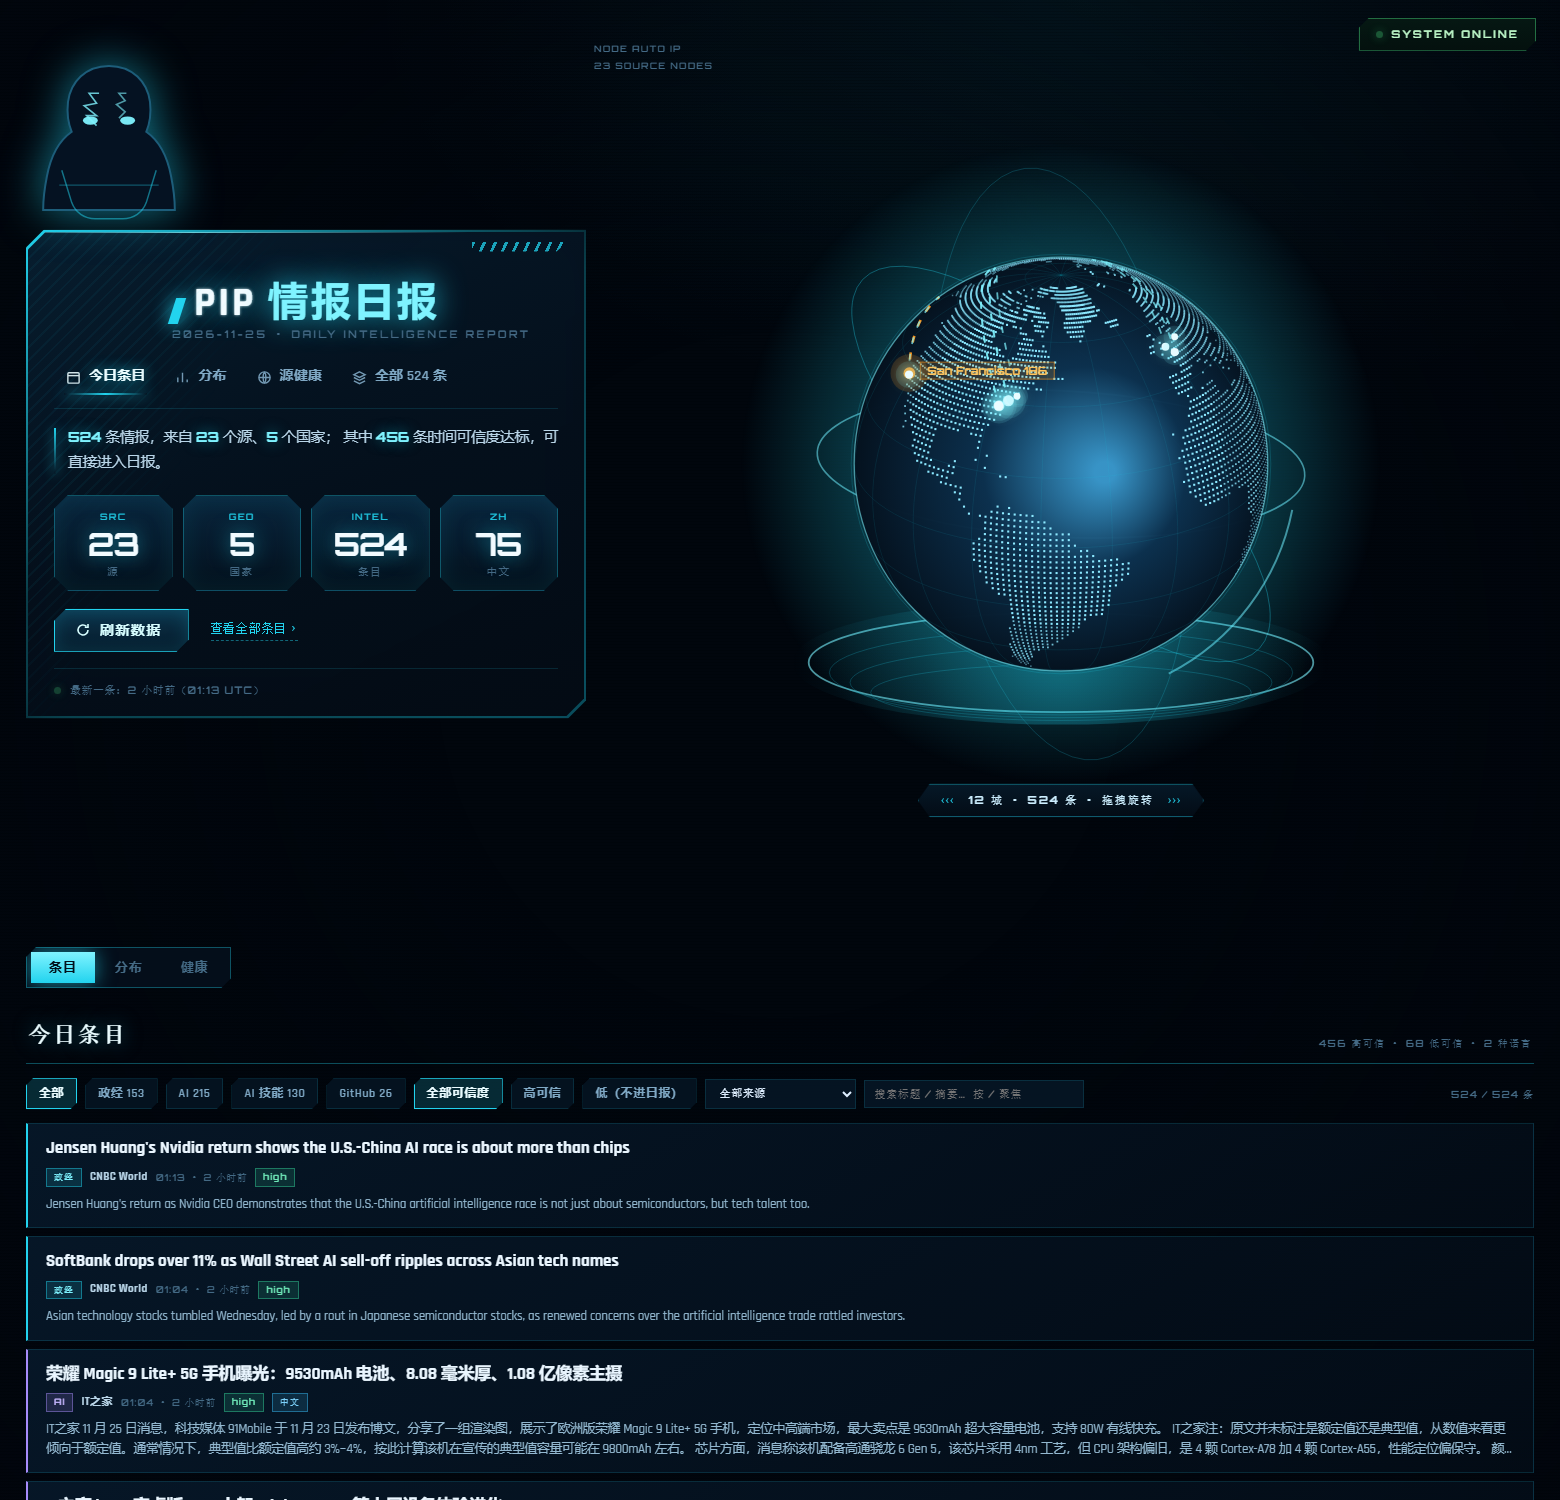 SYSTEM ONLINE
NODE AUTO IP
23 SOURCE NODES
PIP 情报日报
2026-11-25 · DAILY INTELLIGENCE REPORT
今日条目 分布 源健康 全部 524 条
524 条情报，来自 23 个源、5 个国家； 其中 456 条时间可信度达标，可
直接进入日报。
SRC GEO INTEL ZH
23 5 524 75
源 国家 条目 中文
刷新数据 查看全部条目 ›
最新一条：2 小时前（01:13 UTC）
San Francisco 186
‹‹‹ 12 城 · 524 条 · 拖拽旋转 ›››
条目 分布 健康
今日条目
456 高可信 · 68 低可信 · 2 种语言
全部 政经 153 AI 215 AI 技能 130 GitHub 26 全部可信度 高可信 低（不进日报） 全部来源 搜索标题 / 摘要… 按 / 聚焦 524 / 524 条
Jensen Huang's Nvidia return shows the U.S.-China AI race is about more than chips
政经 CNBC World 01:13 · 2 小时前 high
Jensen Huang's return as Nvidia CEO demonstrates that the U.S.-China artificial intelligence race is not just about semiconductors, but tech talent too.
SoftBank drops over 11% as Wall Street AI sell-off ripples across Asian tech names
政经 CNBC World 01:04 · 2 小时前 high
Asian technology stocks tumbled Wednesday, led by a rout in Japanese semiconductor stocks, as renewed concerns over the artificial intelligence trade rattled investors.
荣耀 Magic 9 Lite+ 5G 手机曝光：9530mAh 电池、8.08 毫米厚、1.08 亿像素主摄
AI IT之家 01:04 · 2 小时前 high 中文
IT之家 11 月 25 日消息，科技媒体 91Mobile 于 11 月 23 日发布博文，分享了一组渲染图，展示了欧洲版荣耀 Magic 9 Lite+ 5G 手机，定位中高端市场，最大卖点是 9530mAh 超大容量电池，支持 80W 有线快充。 IT之家注：原文并未标注是额定值还是典型值，从数值来看更
倾向于额定值。通常情况下，典型值比额定值高约 3%~4%，按此计算该机在宣传的典型值容量可能在 9800mAh 左右。 芯片方面，消息称该机配备高通骁龙 6 Gen 5，该芯片采用 4nm 工艺，但 CPU 架构偏旧，是 4 颗 Cortex-A78 加 4 颗 Cortex-A55，性能定位偏保守。 颜…